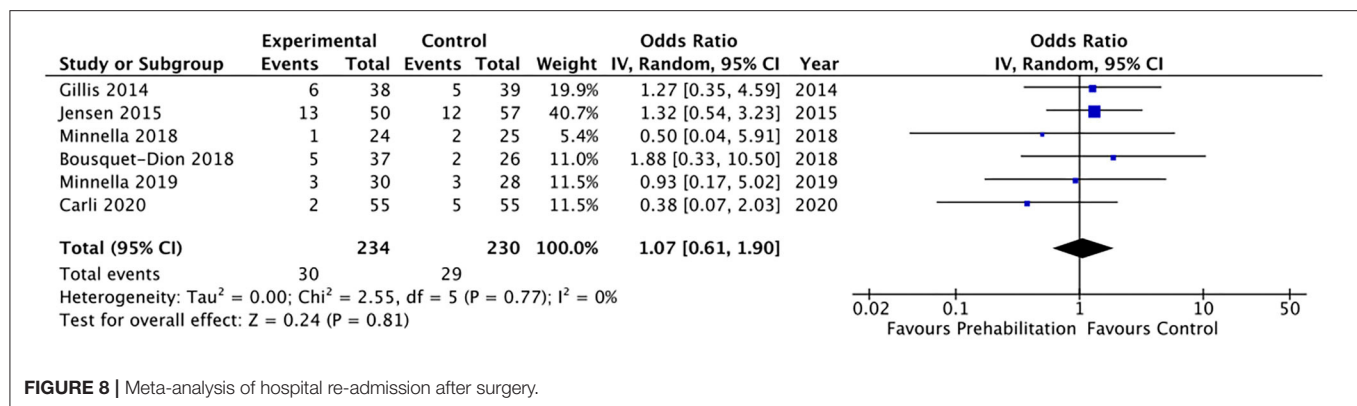 Experimental Control Odds Ratio Odds Ratio
Study or Subgroup Events Total Events Total Weight IV, Random, 95% CI Year IV, Random, 95% CI
Gillis 2014 6 38 5 39 19.9% 1.27 [0.35, 4.59] 2014
Jensen 2015 13 50 12 57 40.7% 1.32 [0.54, 3.23] 2015
Minnella 2018 1 24 2 25 5.4% 0.50 [0.04, 5.91] 2018
Bousquet-Dion 2018 5 37 2 26 11.0% 1.88 [0.33, 10.50] 2018
Minnella 2019 3 30 3 28 11.5% 0.93 [0.17, 5.02] 2019
Carli 2020 2 55 5 55 11.5% 0.38 [0.07, 2.03] 2020
Total (95% CI) 234 230 100.0% 1.07 [0.61, 1.90]
Total events 30 29
Heterogeneity: Tau² = 0.00; Chi² = 2.55, df = 5 (P = 0.77); I² = 0%
Test for overall effect: Z = 0.24 (P = 0.81)
0.02 0.1 1 10 50
Favours Prehabilitation Favours Control
FIGURE 8 | Meta-analysis of hospital re-admission after surgery.